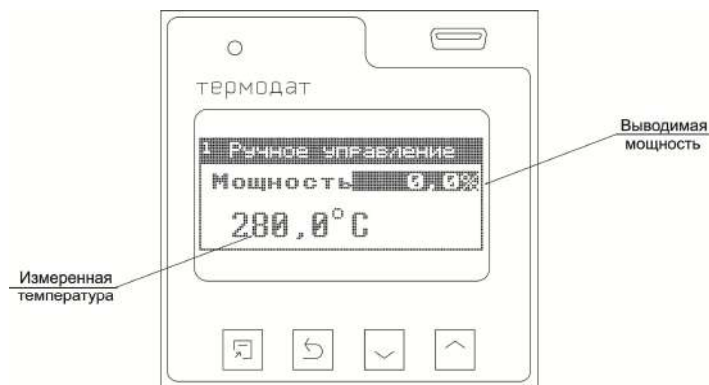 термодат
1 Ручное управление
Мощность 0,0%
280,0°C
Выводимая
мощность
Измеренная
температура